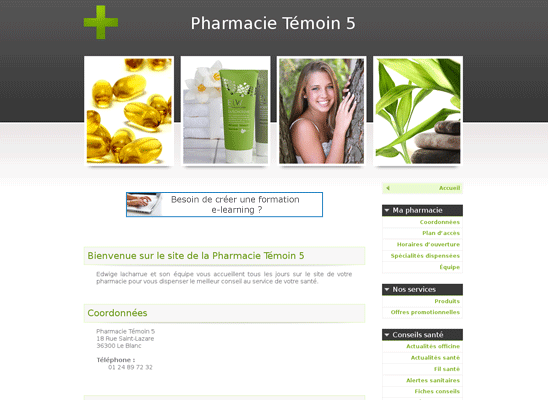 Pharmacie Témoin 5
Besoin de créer une formation
e-learning ?
Accueil
Bienvenue sur le site de la Pharmacie Témoin 5
Edwige lacharrue et son équipe vous accueillent tous les jours sur le site de votre
pharmacie pour vous dispenser le meilleur conseil au service de votre santé.
Coordonnées
Pharmacie Témoin 5
18 Rue Saint-Lazare
36300 Le Blanc
Téléphone :
01 24 89 72 32
Ma pharmacie
Coordonnées
Plan d'accès
Horaires d'ouverture
Spécialités dispensées
Équipe
Nos services
Produits
Offres promotionnelles
Conseils santé
Actualités officine
Actualités santé
Fil santé
Alertes sanitaires
Fiches conseils